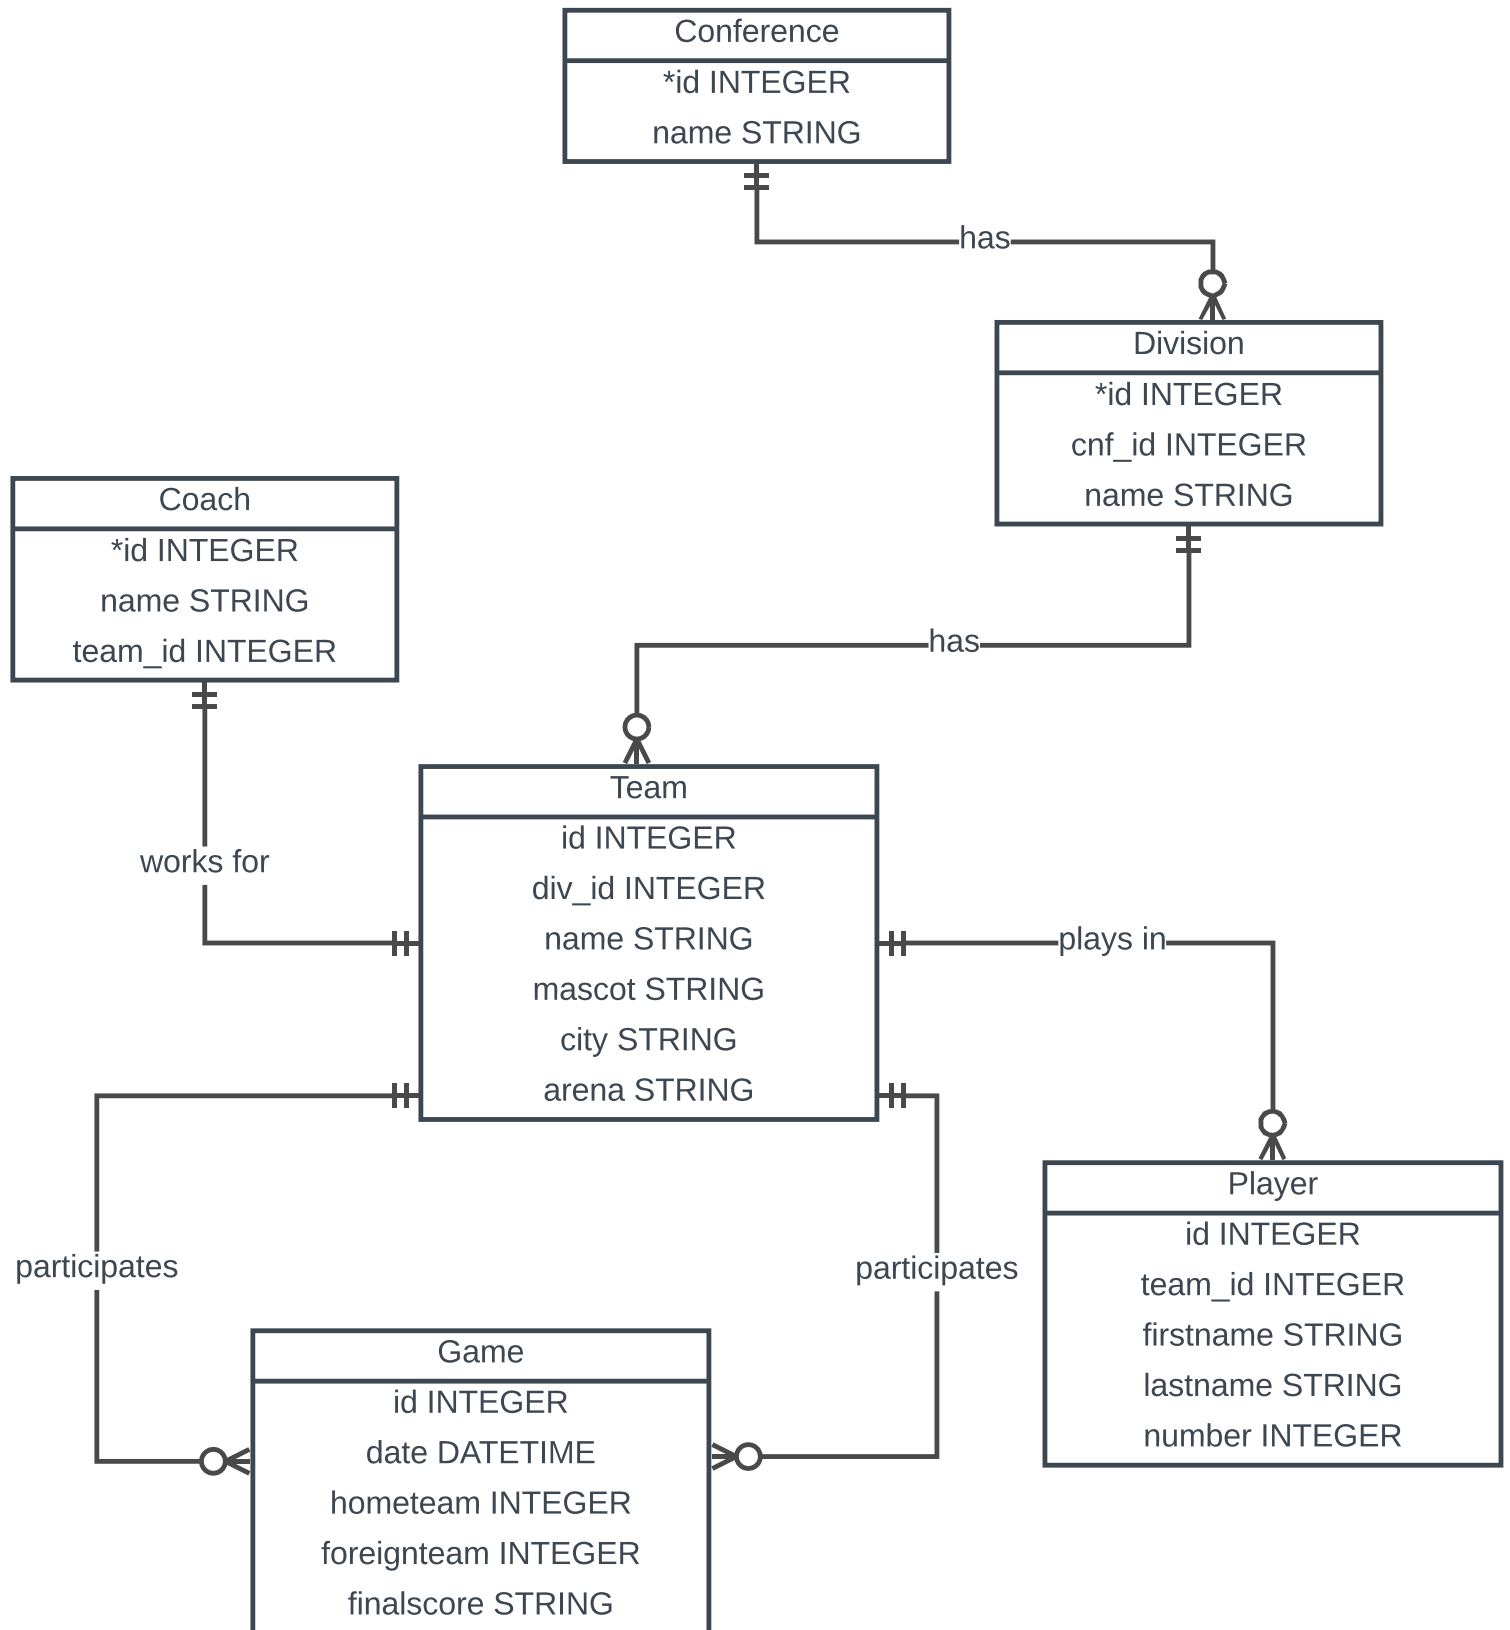 Conference
*id INTEGER
name STRING
has
Division
*id INTEGER
cnf_id INTEGER
name STRING
Coach
*id INTEGER
name STRING
team_id INTEGER
has
works for
Team
id INTEGER
div_id INTEGER
name STRING
mascot STRING
city STRING
arena STRING
plays in
participates
participates
Player
id INTEGER
team_id INTEGER
firstname STRING
lastname STRING
number INTEGER
Game
id INTEGER
date DATETIME
hometeam INTEGER
foreignteam INTEGER
finalscore STRING